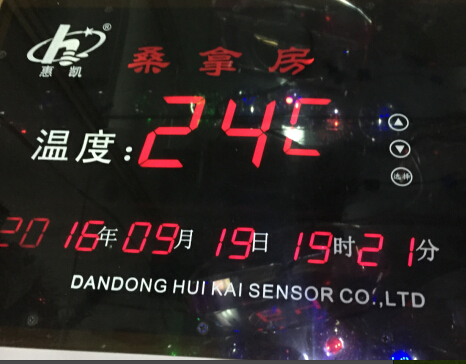 惠凯
桑拿房
温度:24℃
选择
2016年09月19日19时21分
DANDONG HUI KAI SENSOR CO.,LTD